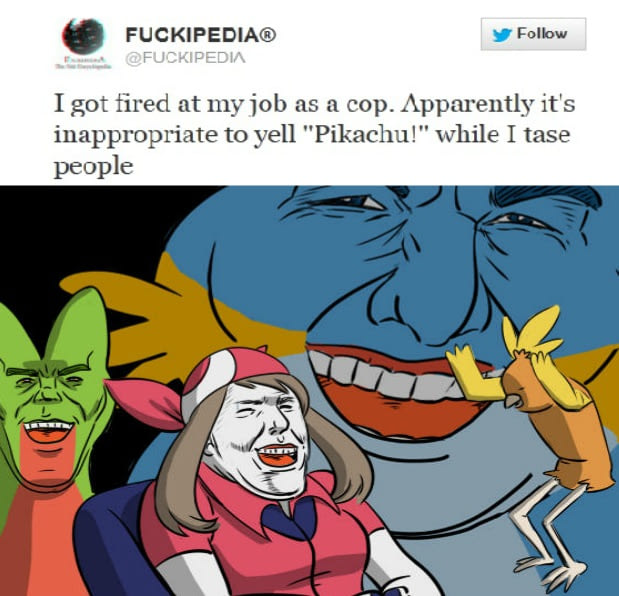 FUCKIPEDIA®
@FUCKIPEDIA
Follow
I got fired at my job as a cop. Apparently it's
inappropriate to yell "Pikachu!" while I tase
people